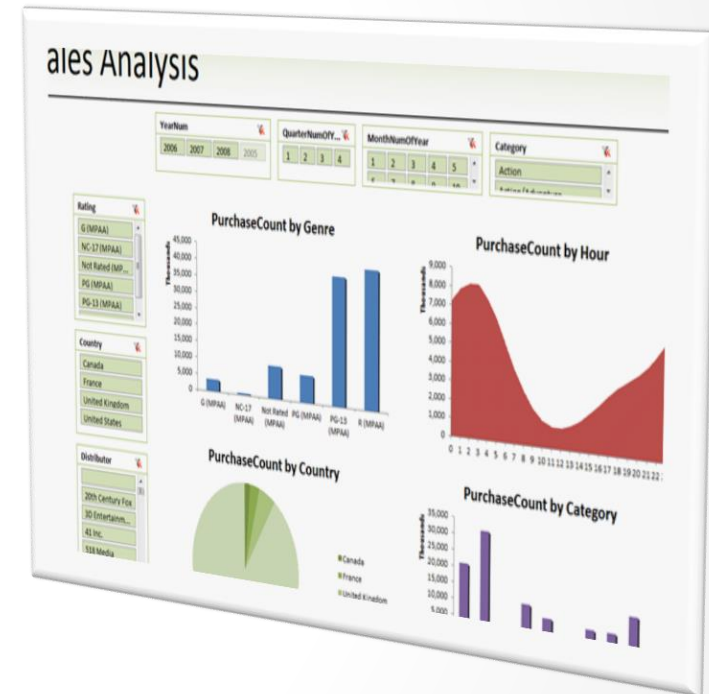 ales Analysis
YearNum
2006 2007 2008 2005
QuarterNumOfY...
1 2 3 4
MonthNumOfYear
1 2 3 4 5
Category
Action
Rating
G (MPAA)
NC-17 (MPAA)
Not Rated (MP...
PG (MPAA)
PG-13 (MPAA)
Country
Canada
France
United Kingdom
United States
Distributor
20th Century Fox
3D Entertainm...
41 Inc.
518 Media
PurchaseCount by Genre
Thousands
45,000
40,000
35,000
30,000
25,000
20,000
15,000
10,000
5,000
0
G (MPAA)
NC-17 (MPAA)
Not Rated (MPAA)
PG (MPAA)
PG-13 (MPAA)
R (MPAA)
PurchaseCount by Hour
Thousands
9,000
8,000
7,000
6,000
5,000
4,000
3,000
2,000
1,000
0
0 1 2 3 4 5 6 7 8 9 10 11 12 13 14 15 16 17 18 19 20 21 22
PurchaseCount by Country
Canada
France
United Kingdom
PurchaseCount by Category
Thousands
35,000
30,000
25,000
20,000
15,000
10,000
5,000